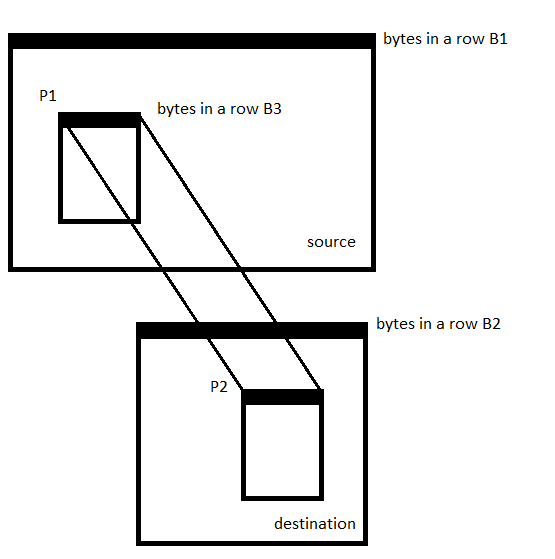 bytes in a row B1
P1
bytes in a row B3
source
bytes in a row B2
P2
destination